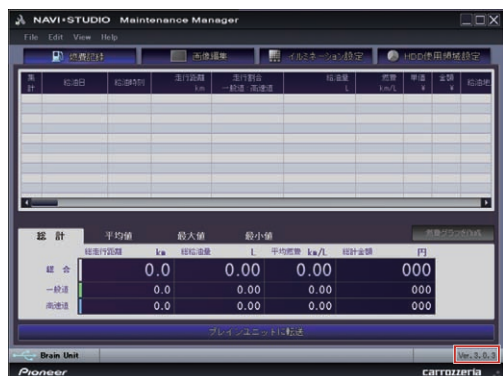 NAVI•STUDIO Maintenance Manager
File Edit View Help
燃費記録 画像編集 イルミネーション設定 HDD使用領域設定
集計 給油日 給油時刻 走行距離 km 走行割合 一般道・高速道 給油量 L 燃費 km/L 単価 ¥ 金額 ¥ 給油地
総計 平均値 最大値 最小値
総走行距離 km 総給油量 L 平均燃費 km/L 総計金額 円
総合 0.0 0.00 0.00 000
一般道 0.0 0.00 0.00 000
高速道 0.0 0.00 0.00 000
ブレインユニットに転送
Brain Unit Ver.3.0.3
Pioneer carrozzeria